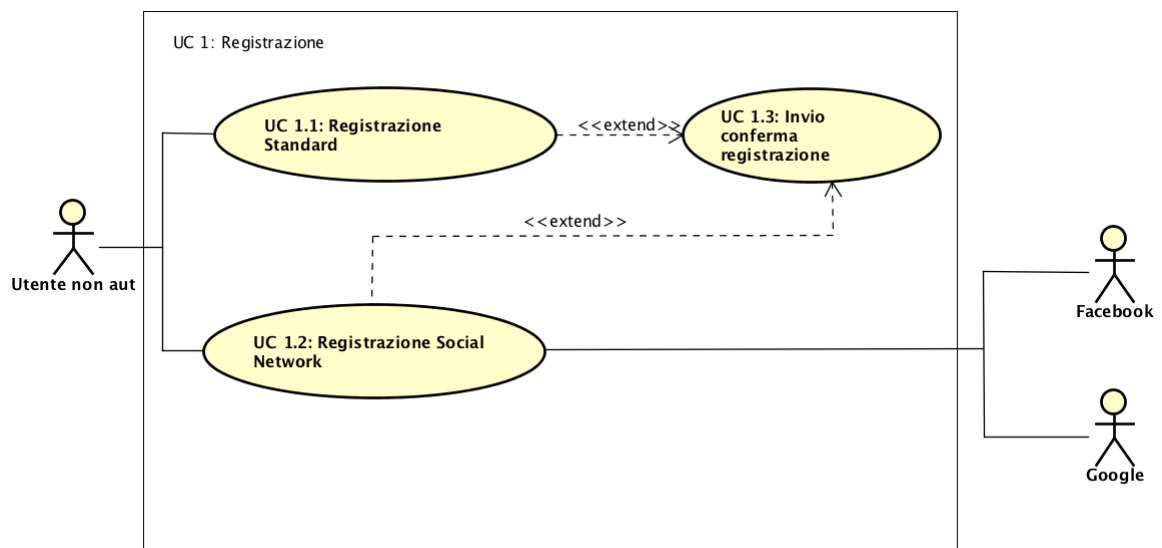 UC 1: Registrazione
UC 1.1: Registrazione
Standard
<<extend>>
UC 1.3: Invio
conferma
registrazione
<<extend>>
Utente non aut
UC 1.2: Registrazione Social
Network
Facebook
Google